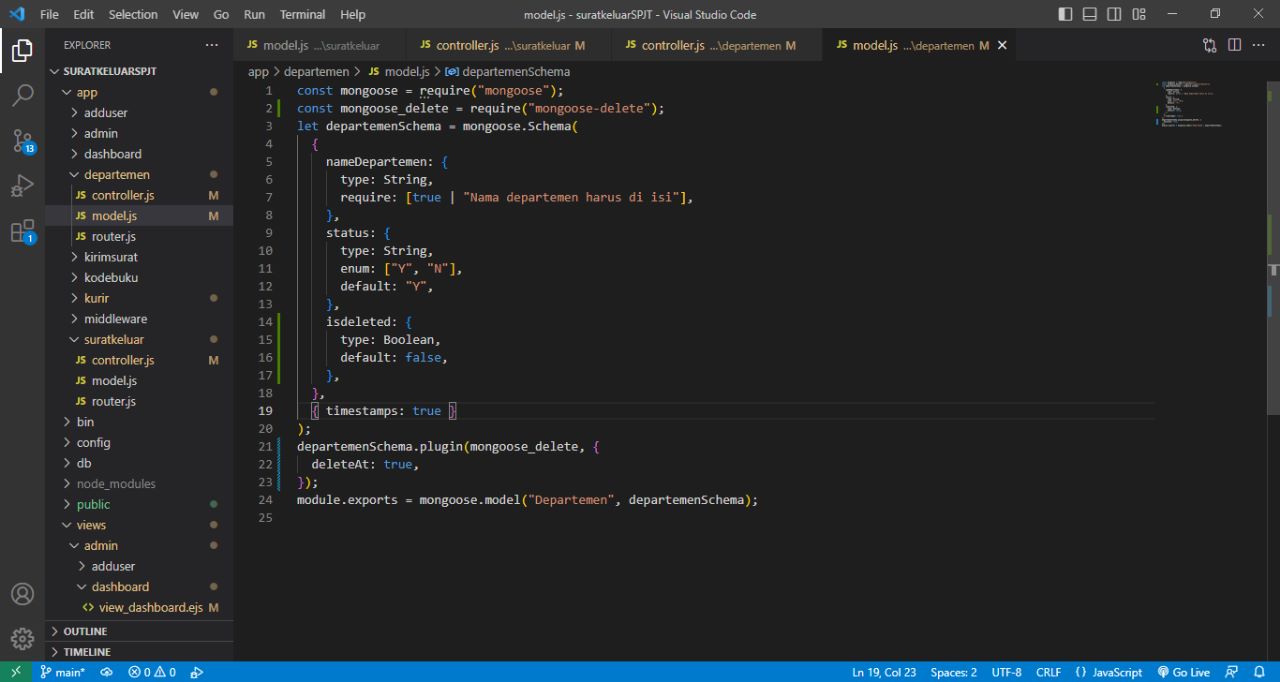 File Edit Selection View Go Run Terminal Help
model.js - suratkeluarSPJT - Visual Studio Code
EXPLORER
SURATKELUARSPJT
app
adduser
admin
dashboard
departemen
JS controller.js M
JS model.js M
JS router.js
kirimsurat
kodebuku
kurir
middleware
suratkeluar
JS controller.js M
JS model.js
JS router.js
bin
config
db
node_modules
public
views
admin
adduser
dashboard
<> view_dashboard.ejs M
OUTLINE
TIMELINE
13
1
JS model.js ...\suratkeluar
JS controller.js ...\suratkeluar M
JS controller.js ...\departemen M
JS model.js ...\departemen M
app > departemen > JS model.js > departemenSchema
1 const mongoose = require("mongoose");
2 const mongoose_delete = require("mongoose-delete");
3 let departemenSchema = mongoose.Schema(
4 {
5 nameDepartemen: {
6 type: String,
7 require: [true | "Nama departemen harus di isi"],
8 },
9 status: {
10 type: String,
11 enum: ["Y", "N"],
12 default: "Y",
13 },
14 isdeleted: {
15 type: Boolean,
16 default: false,
17 },
18 },
19 { timestamps: true }
20 );
21 departemenSchema.plugin(mongoose_delete, {
22 deleteAt: true,
23 });
24 module.exports = mongoose.model("Departemen", departemenSchema);
25
main* 0 0
Ln 19, Col 23 Spaces: 2 UTF-8 CRLF {} JavaScript Go Live